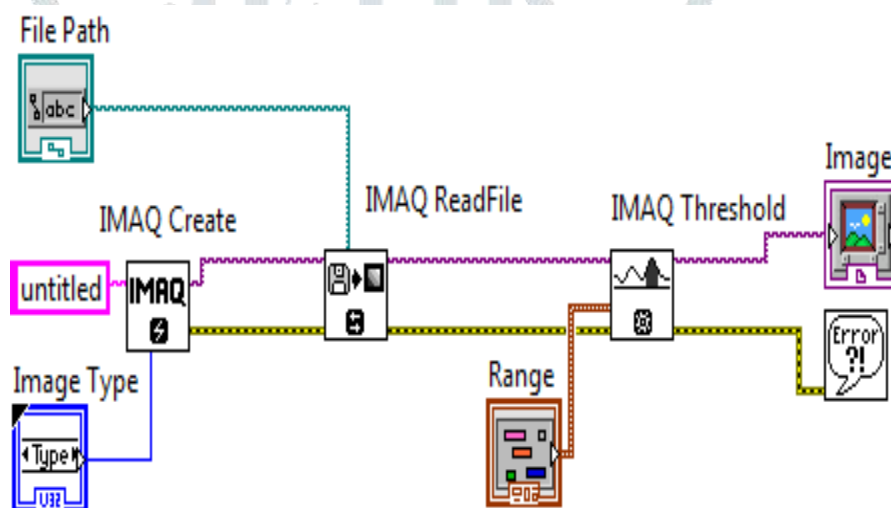 File Path
abc
IMAQ Create
IMAQ ReadFile
IMAQ Threshold
Image
untitled
IMAQ
Error
?!
Image Type
Type
U32
Range